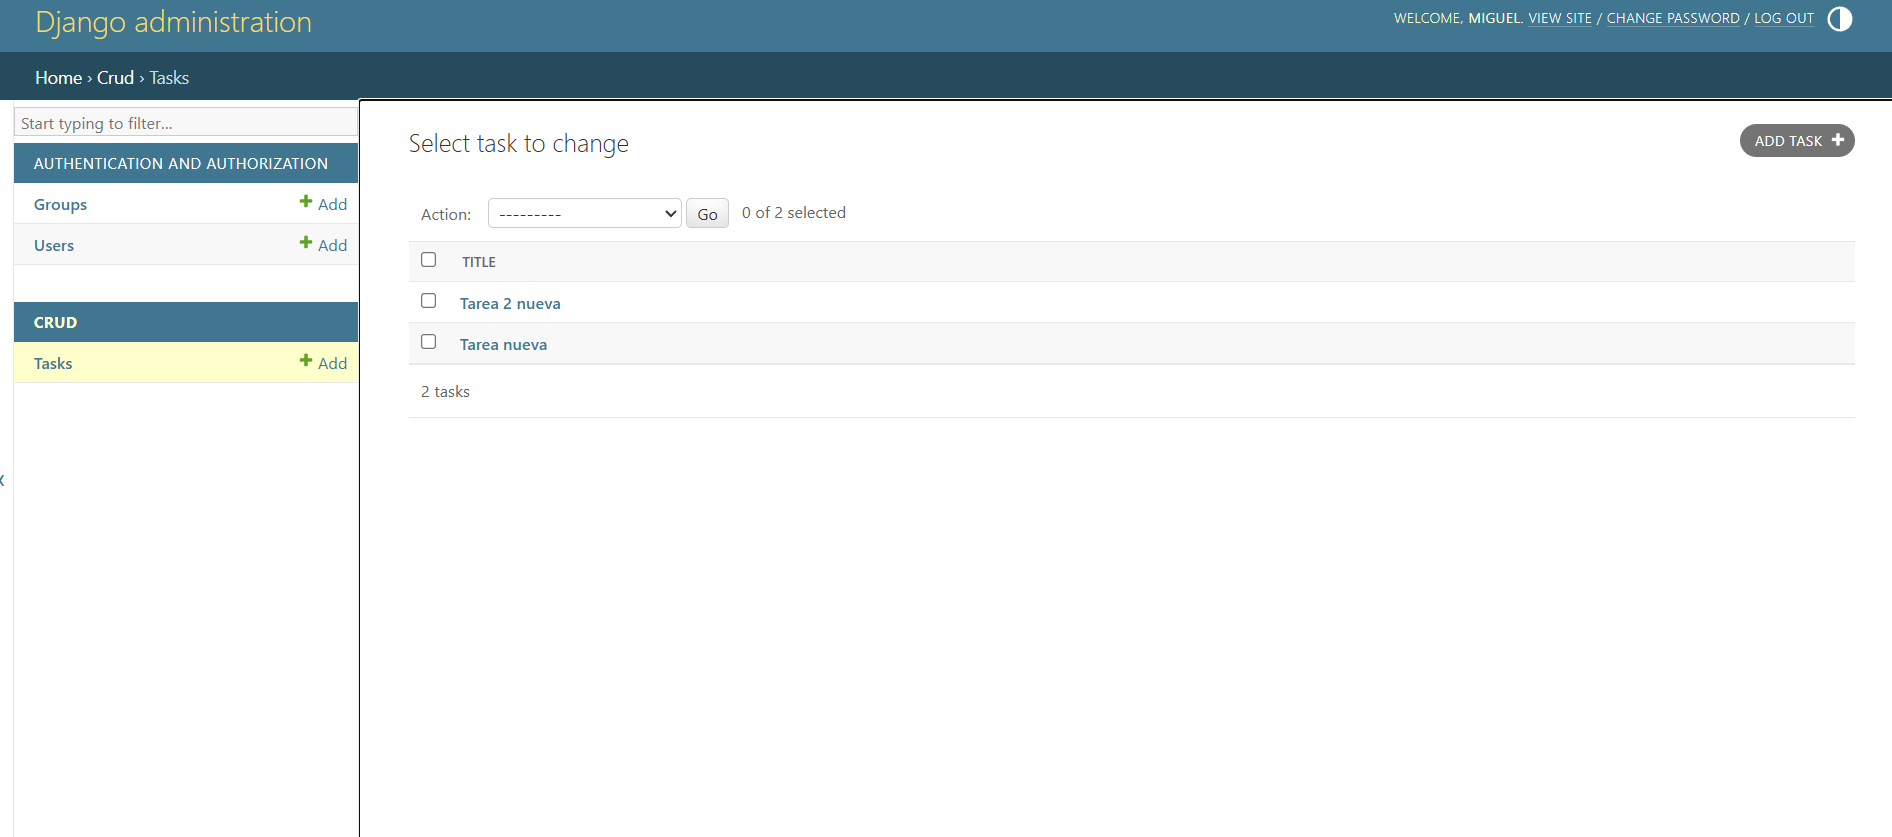 Django administration
WELCOME, MIGUEL. VIEW SITE / CHANGE PASSWORD / LOG OUT
Home › Crud › Tasks
Start typing to filter...
AUTHENTICATION AND AUTHORIZATION
Groups + Add
Users + Add
CRUD
Tasks + Add
Select task to change
ADD TASK +
Action: --------- Go 0 of 2 selected
TITLE
Tarea 2 nueva
Tarea nueva
2 tasks